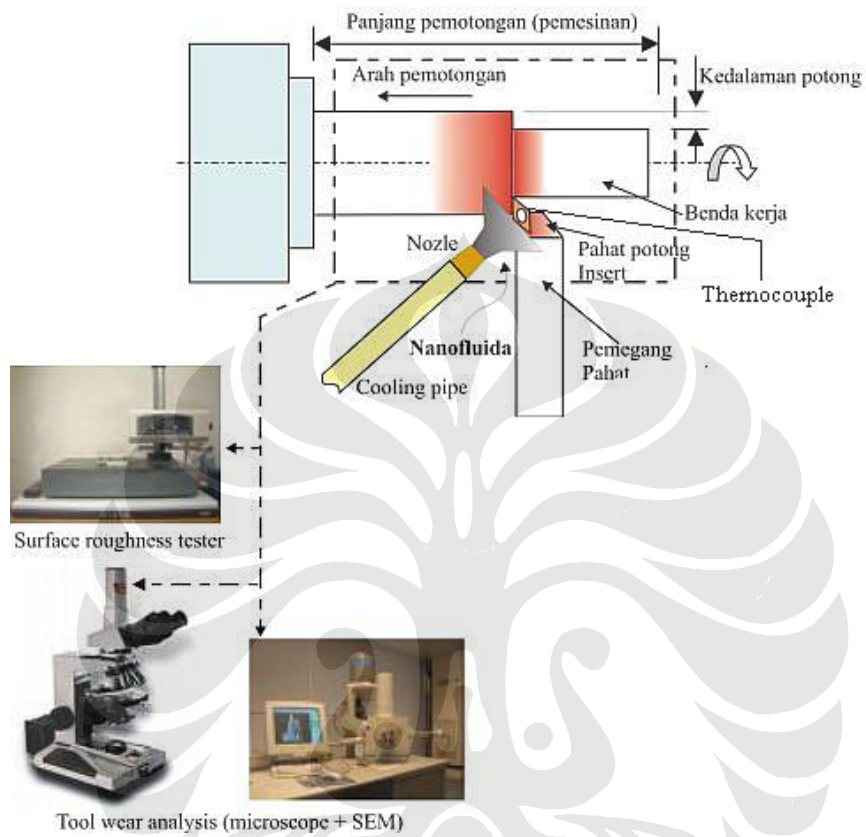 Panjang pemotongan (pemesinan)
Arah pemotongan
Kedalaman potong
Benda kerja
Nozle
Pahat potong
Insert
Themocouple
Nanofluida
Pemegang
Pahat
Cooling pipe
Surface roughness tester
Tool wear analysis (microscope + SEM)